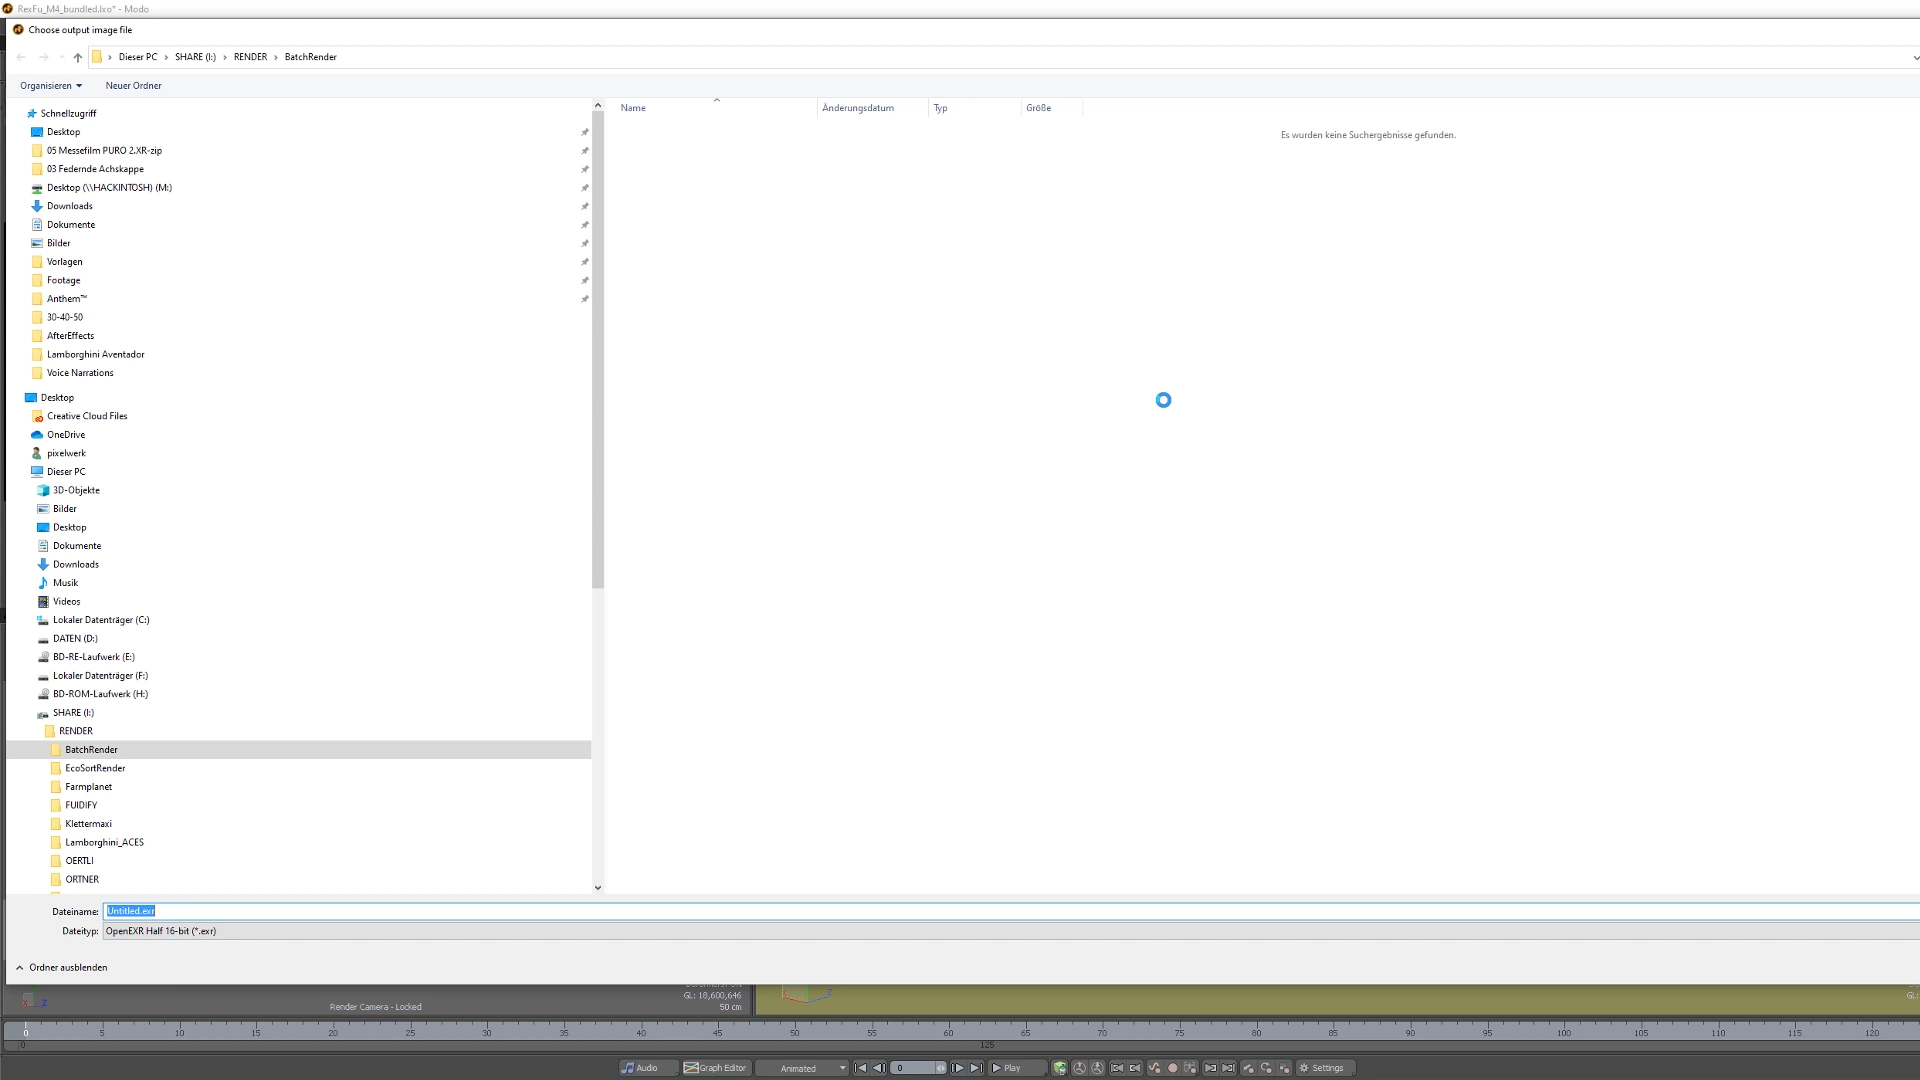 RexFu_M4_bundled.lxo* - Modo
Choose output image file
Dieser PC > SHARE (I:) > RENDER > BatchRender
Organisieren Neuer Ordner
Schnellzugriff
Desktop
05 Messefilm PURO 2.XR-zip
03 Federnde Achskappe
Desktop (\\HACKINTOSH) (M:)
Downloads
Dokumente
Bilder
Vorlagen
Footage
Anthem™
30-40-50
AfterEffects
Lamborghini Aventador
Voice Narrations
Desktop
Creative Cloud Files
OneDrive
pixelwerk
Dieser PC
3D-Objekte
Bilder
Desktop
Dokumente
Downloads
Musik
Videos
Lokaler Datenträger (C:)
DATEN (D:)
BD-RE-Laufwerk (E:)
Lokaler Datenträger (F:)
BD-ROM-Laufwerk (H:)
SHARE (I:)
RENDER
BatchRender
EcoSortRender
Farmplanet
FUIDIFY
Klettermaxi
Lamborghini_ACES
OERTLI
ORTNER
Name Änderungsdatum Typ Größe
Es wurden keine Suchergebnisse gefunden.
Dateiname: Untitled.exr
Dateityp: OpenEXR Half 16-bit (*.exr)
Ordner ausblenden
X Z
Render Camera - Locked
GL: 18,600,646
50 cm
GL:
0 5 10 15 20 25 30 35 40 45 50 55 60 65 70 75 80 85 90 95 100 105 110 115 120
0 125
Audio Graph Editor Animated 0 Play Settings